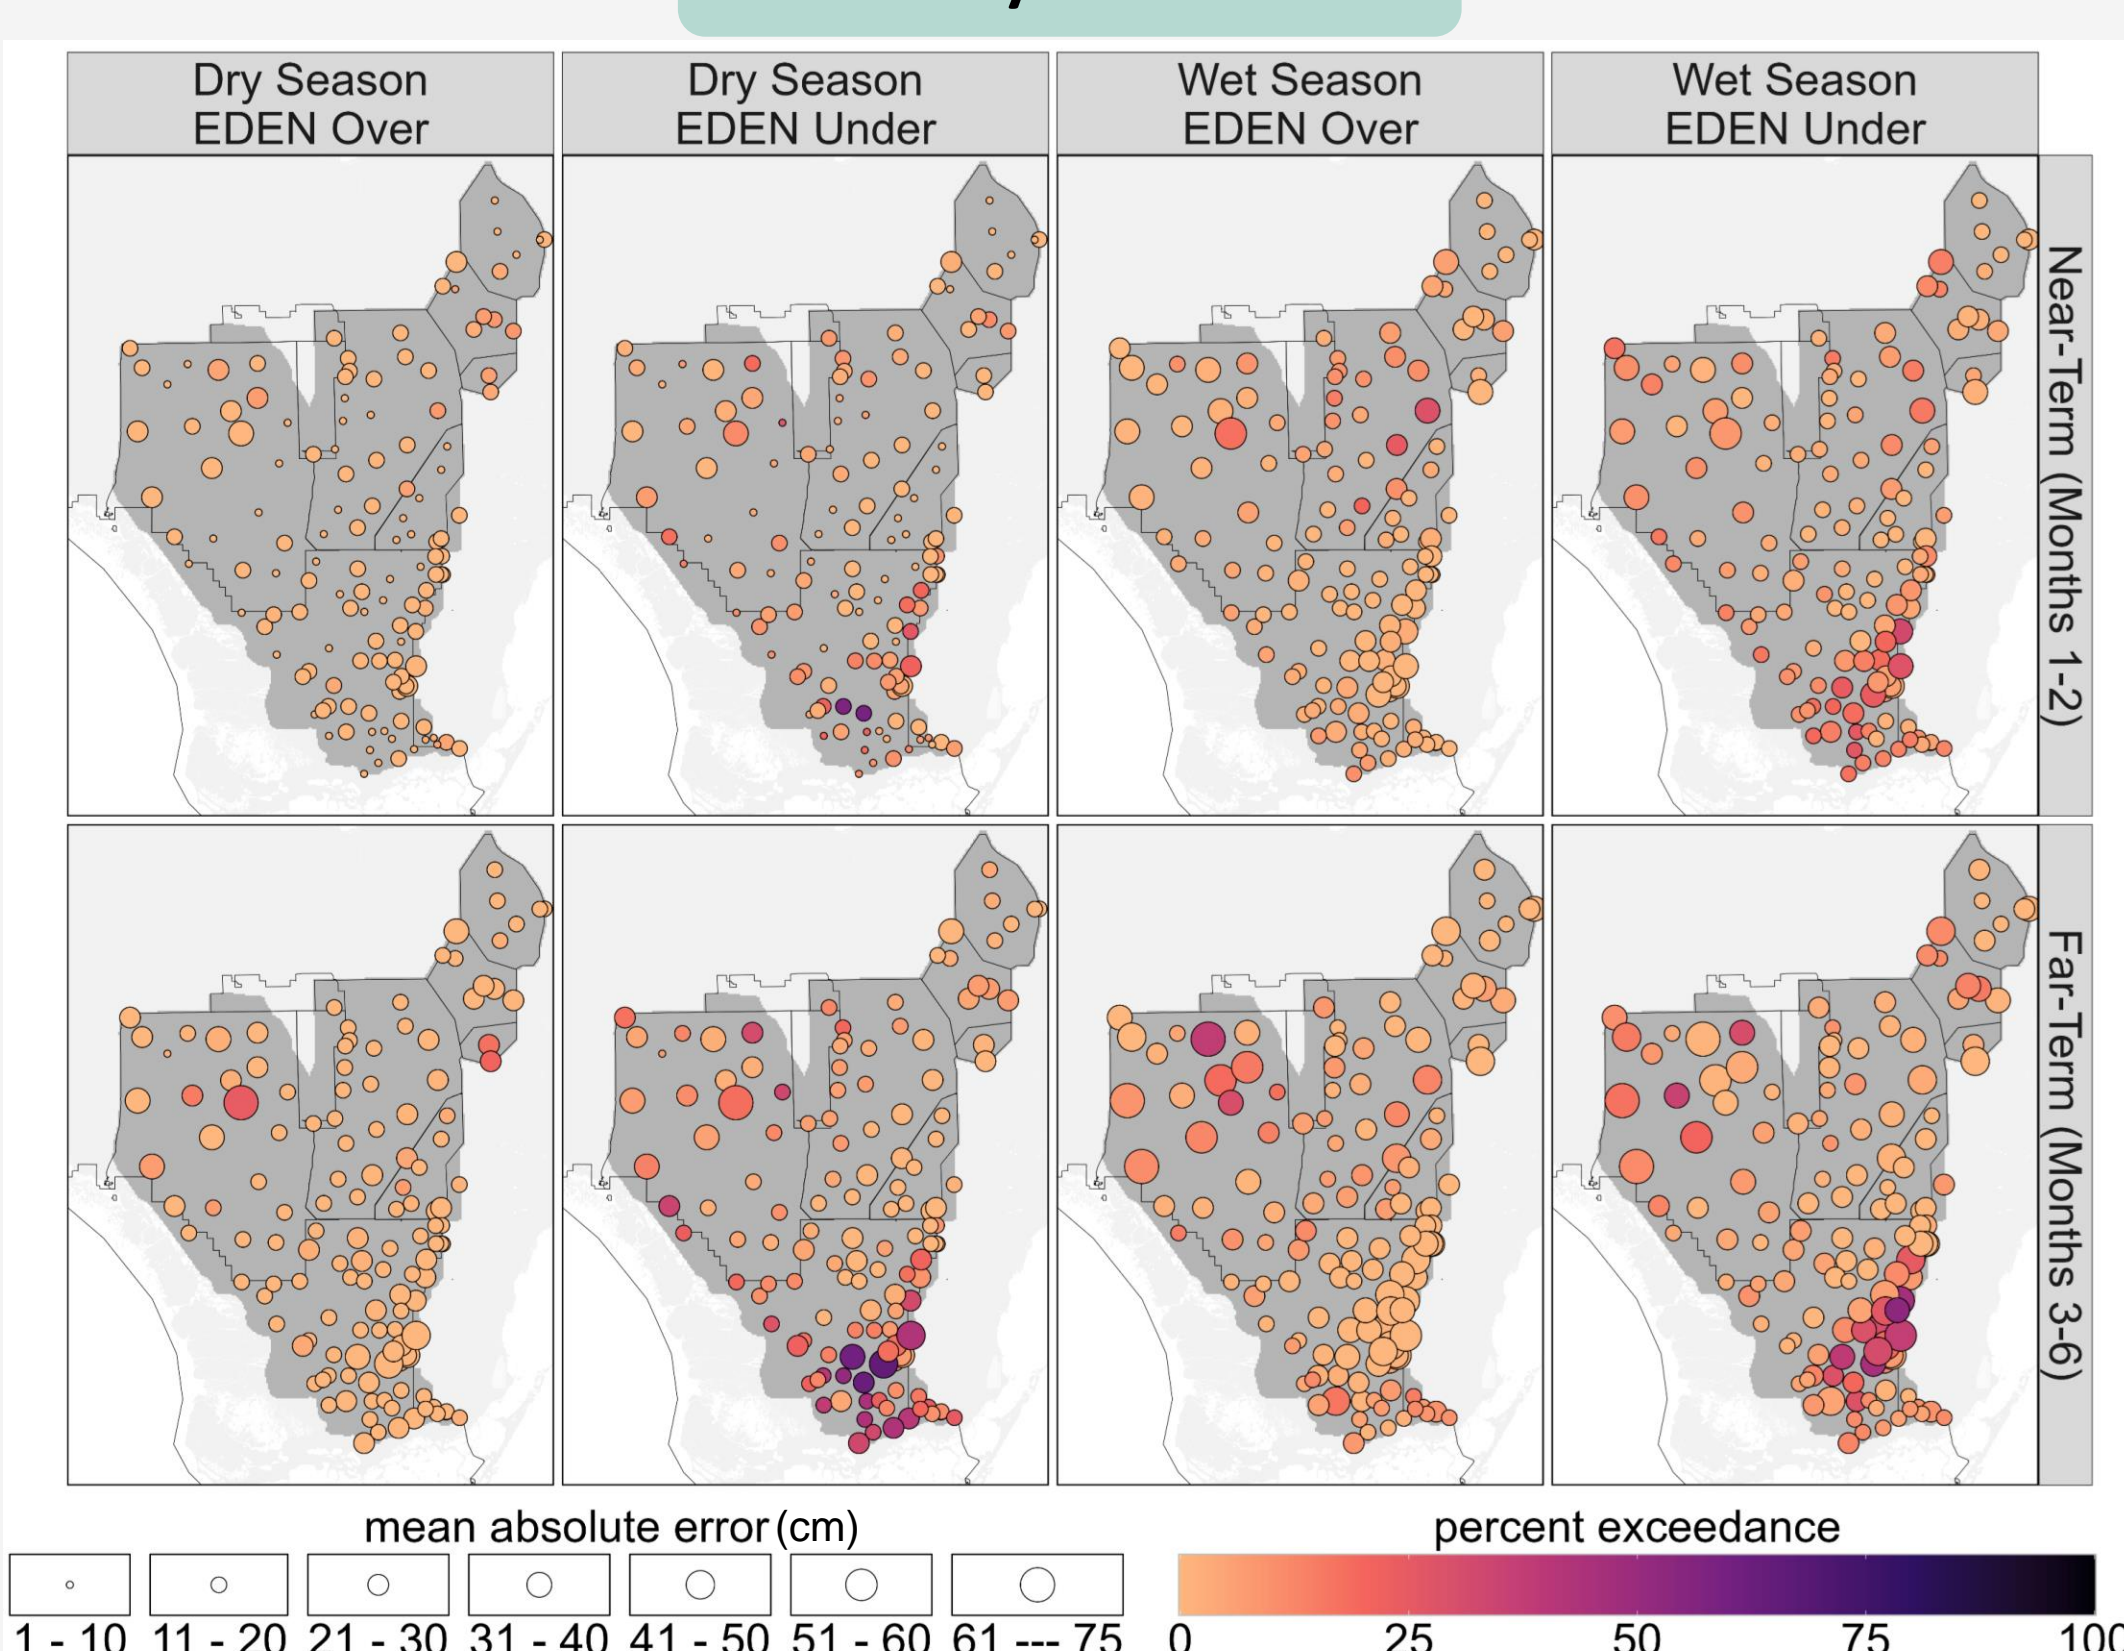 Dry Season
EDEN Over
Dry Season
EDEN Under
Wet Season
EDEN Over
Wet Season
EDEN Under
Near-Term (Months 1-2)
Far-Term (Months 3-6)
mean absolute error (cm)
1 - 10
11 - 20
21 - 30
31 - 40
41 - 50
51 - 60
61 --- 75
percent exceedance
0
25
50
75
100